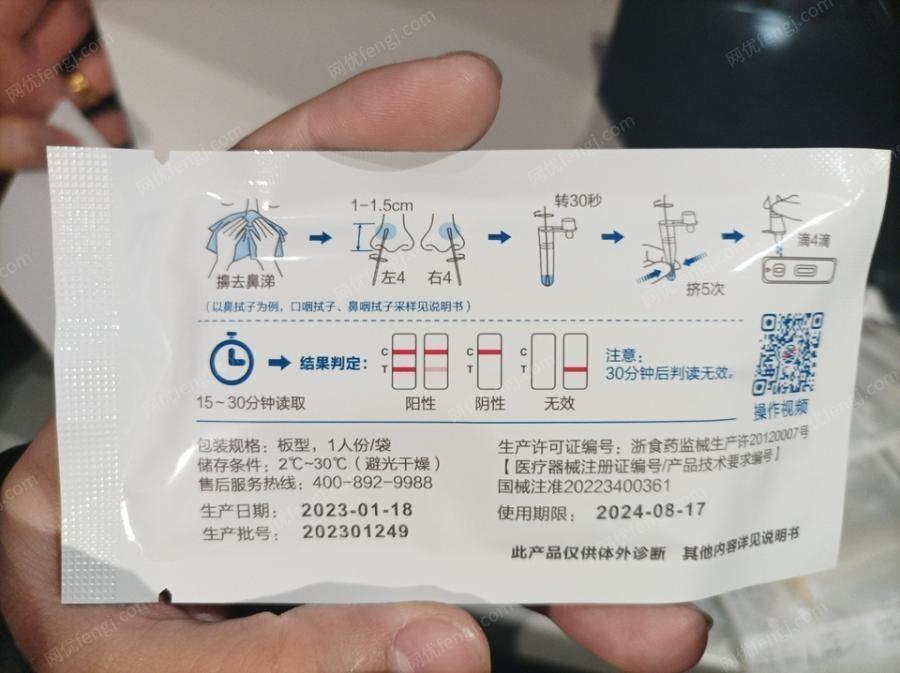 1-1.5cm
转30秒
滴4滴
擤去鼻涕
左4
右4
挤5次
(以鼻拭子为例，口咽拭子、鼻咽拭子采样见说明书)
结果判定：
C
T
C
T
C
T
注意：
30分钟后判读无效。
15~30分钟读取
阳性
阴性
无效
操作视频
包装规格：板型，1人份/袋
储存条件：2℃~30℃（避光干燥）
售后服务热线：400-892-9988
生产日期：2023-01-18
生产批号：202301249
生产许可证编号：浙食药监械生产许20120007号
【医疗器械注册证编号/产品技术要求编号】
国械注准20223400361
使用期限：2024-08-17
此产品仅供体外诊断 其他内容详见说明书
网优fengj.com